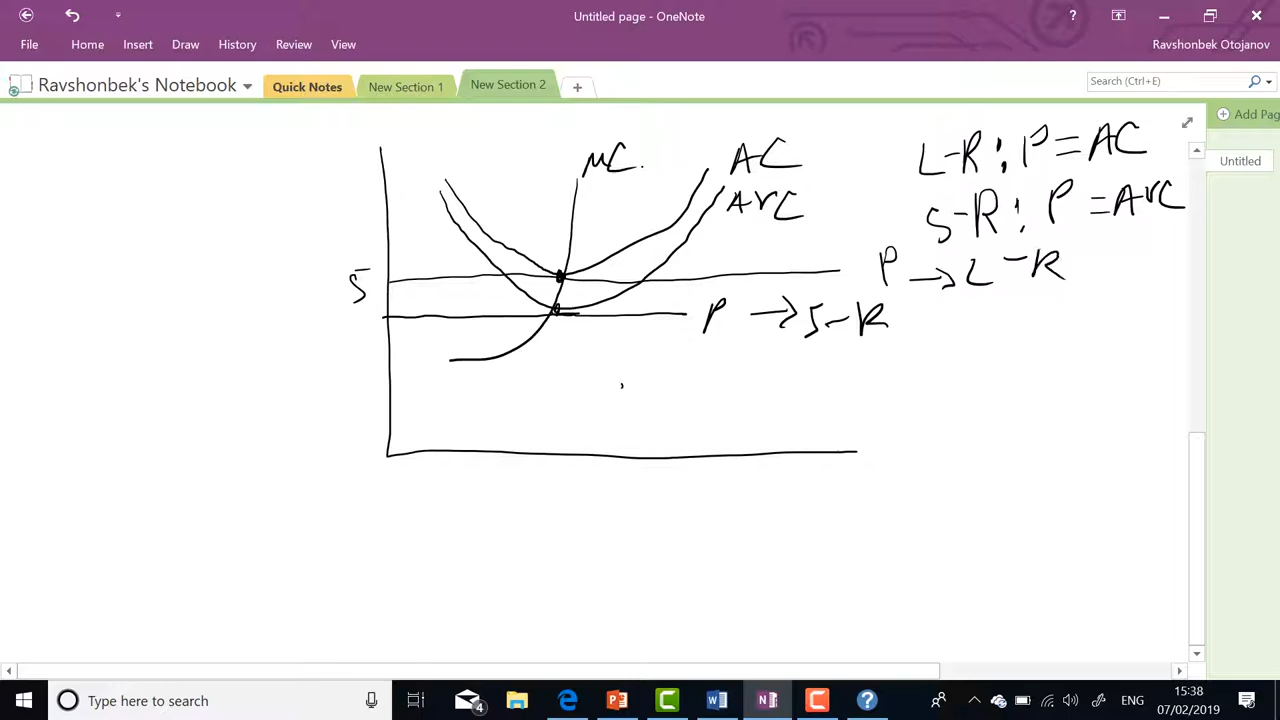 Untitled page - OneNote
?
Ravshonbek Otojanov
File Home Insert Draw History Review View
Ravshonbek's Notebook
Quick Notes
New Section 1
New Section 2
+
Search (Ctrl+E)
Add Pag
Untitled
MC
AC
AVC
L-R : P = AC
S-R : P = AVC
P → L-R
5
P → S-R
Type here to search
4
ENG
15:38
07/02/2019